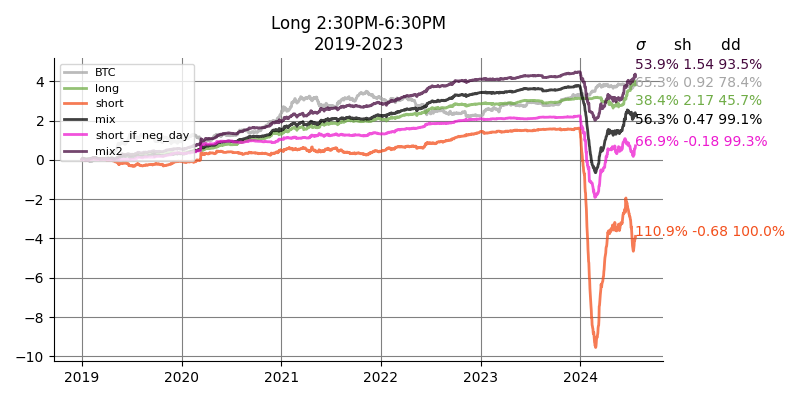 Long 2:30PM-6:30PM
2019-2023
σ sh dd
53.9% 1.54 93.5%
65.3% 0.92 78.4%
38.4% 2.17 45.7%
56.3% 0.47 99.1%
66.9% -0.18 99.3%
110.9% -0.68 100.0%
BTC
long
short
mix
short_if_neg_day
mix2
4
2
0
−2
−4
−6
−8
−10
2019 2020 2021 2022 2023 2024